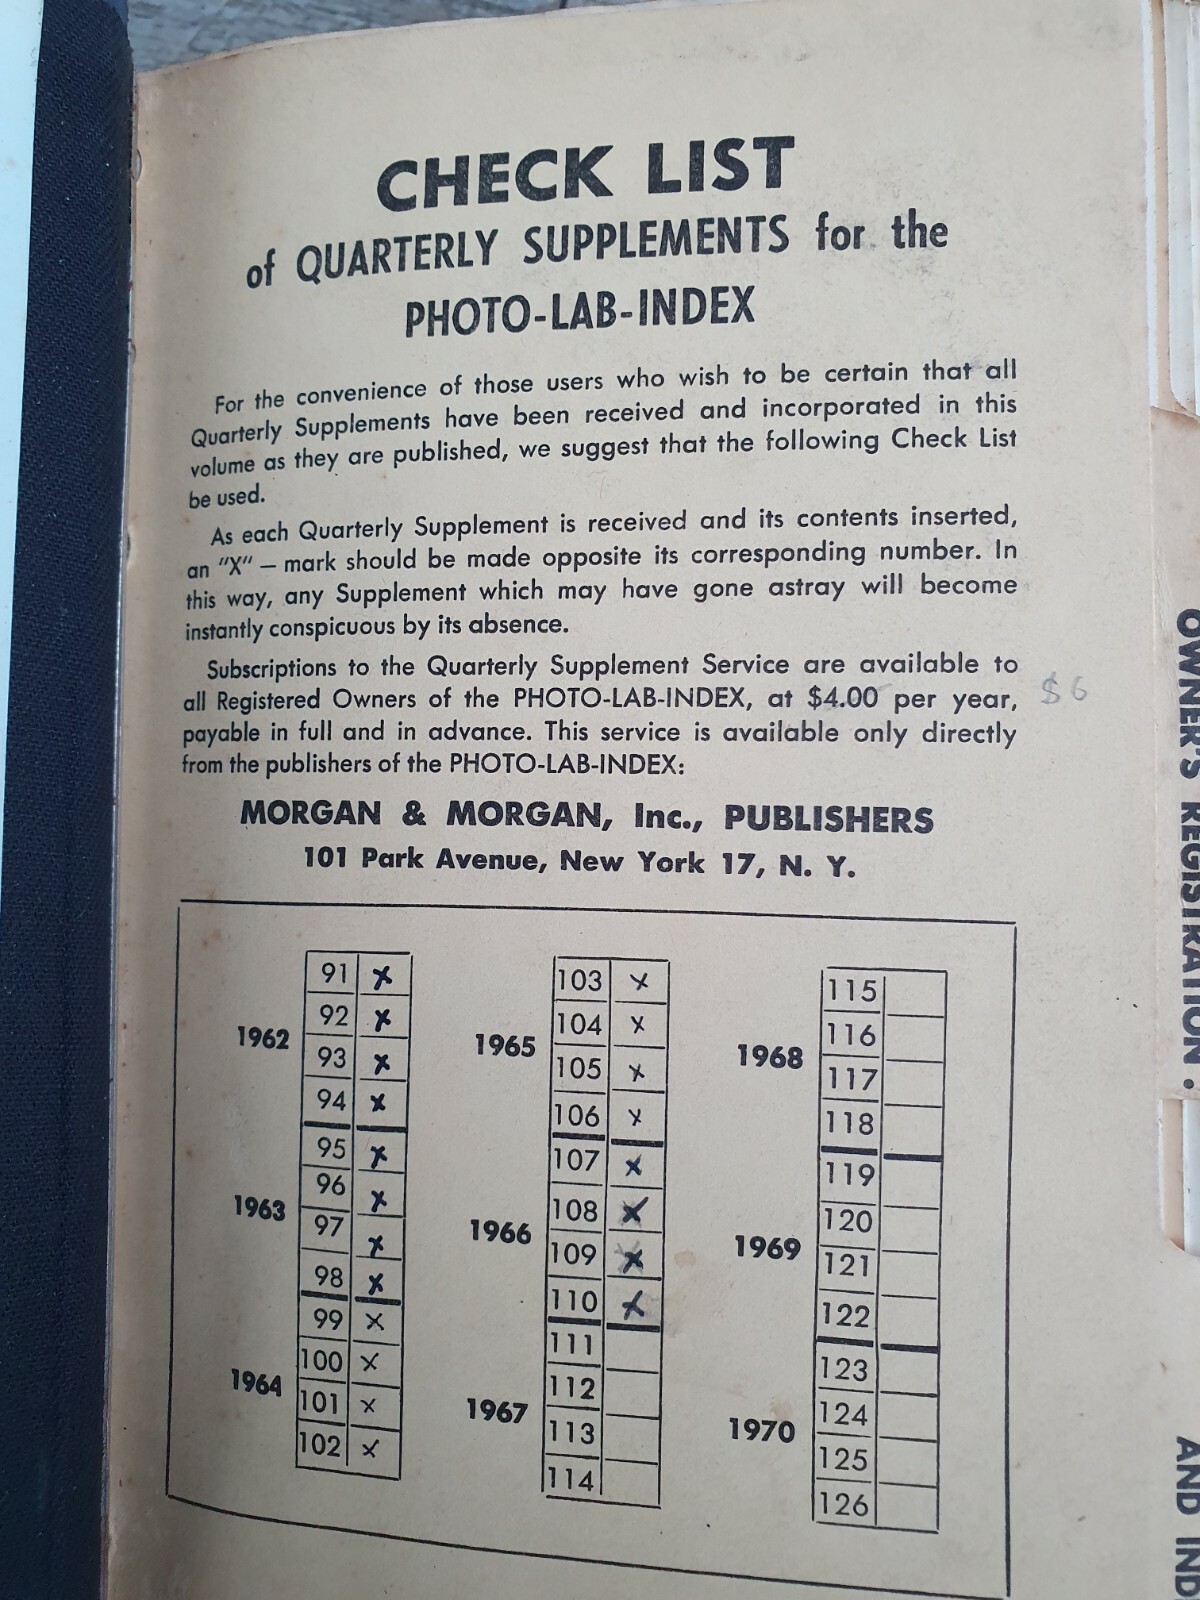 CHECK LIST
of QUARTERLY SUPPLEMENTS for the
PHOTO-LAB-INDEX
For the convenience of those users who wish to be certain that all
Quarterly Supplements have been received and incorporated in this
volume as they are published, we suggest that the following Check List
be used.
As each Quarterly Supplement is received and its contents inserted,
an "X" — mark should be made opposite its corresponding number. In
this way, any Supplement which may have gone astray will become
instantly conspicuous by its absence.
Subscriptions to the Quarterly Supplement Service are available to
all Registered Owners of the PHOTO-LAB-INDEX, at $4.00 per year, $6
payable in full and in advance. This service is available only directly
from the publishers of the PHOTO-LAB-INDEX:
MORGAN & MORGAN, Inc., PUBLISHERS
101 Park Avenue, New York 17, N. Y.
1962
91 x
92 x
93 x
94 x
1963
95 x
96 x
97 x
98 x
1964
99 x
100 x
101 x
102 x
1965
103 x
104 x
105 x
106 x
1966
107 x
108 x
109 x
110 x
1967
111
112
113
114
1968
115
116
117
118
1969
119
120
121
122
1970
123
124
125
126
OWNER'S REGISTRATION.
AND